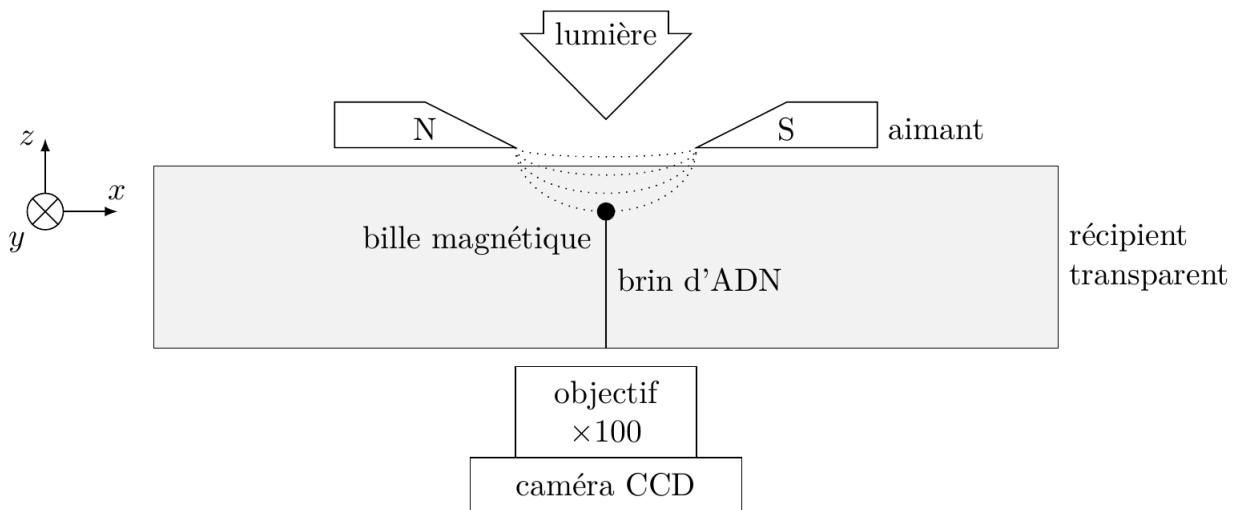 lumière
N
S
aimant
z
x
y
bille magnétique
brin d'ADN
récipient
transparent
objectif
×100
caméra CCD